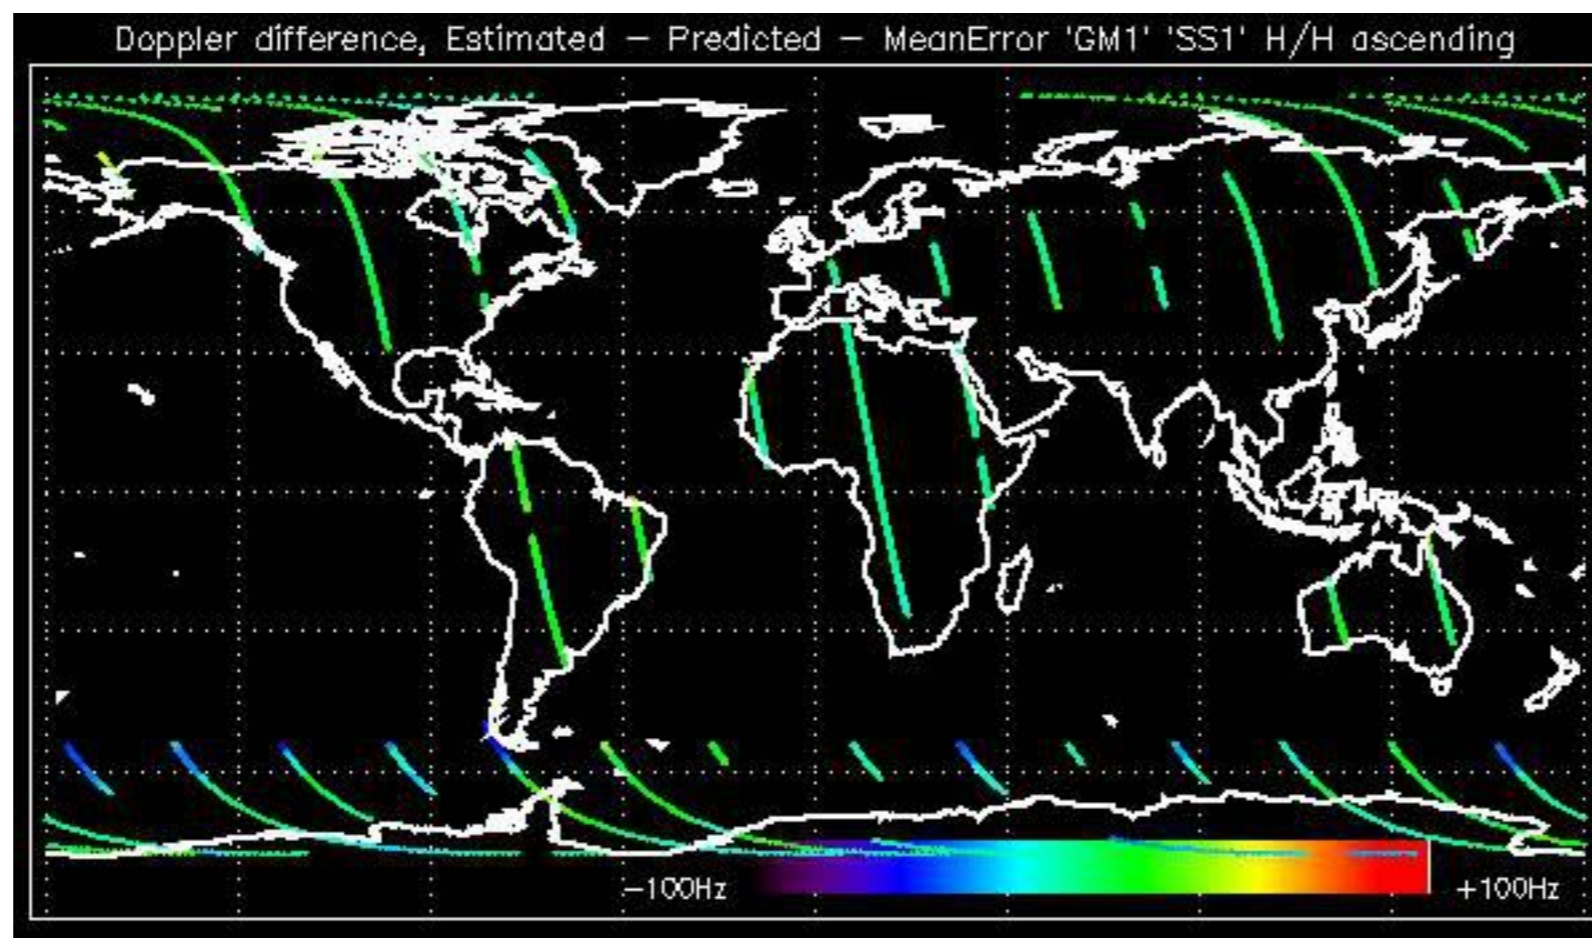 Doppler difference, Estimated – Predicted – MeanError 'GM1' 'SS1' H/H ascending
–100Hz +100Hz